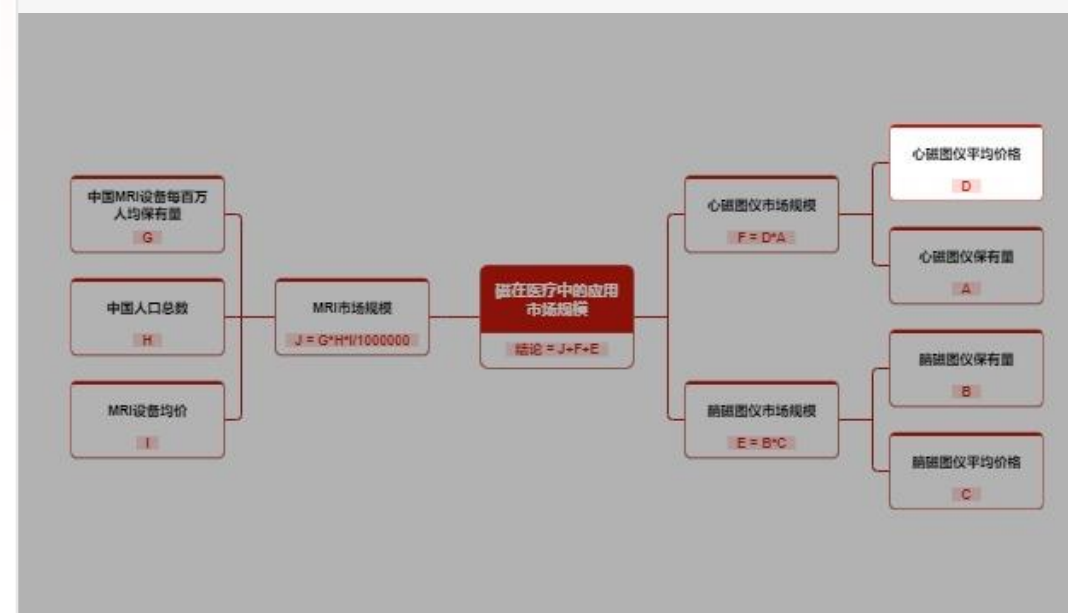 中国MRI设备每百万
人均保有量
G
中国人口总数
H
MRI设备均价
I
MRI市场规模
J = G*H*I/1000000
磁在医疗中的应用
市场规模
结论 = J+F+E
心磁图仪市场规模
F = D*A
脑磁图仪市场规模
E = B*C
心磁图仪平均价格
D
心磁图仪保有量
A
脑磁图仪保有量
B
脑磁图仪平均价格
C